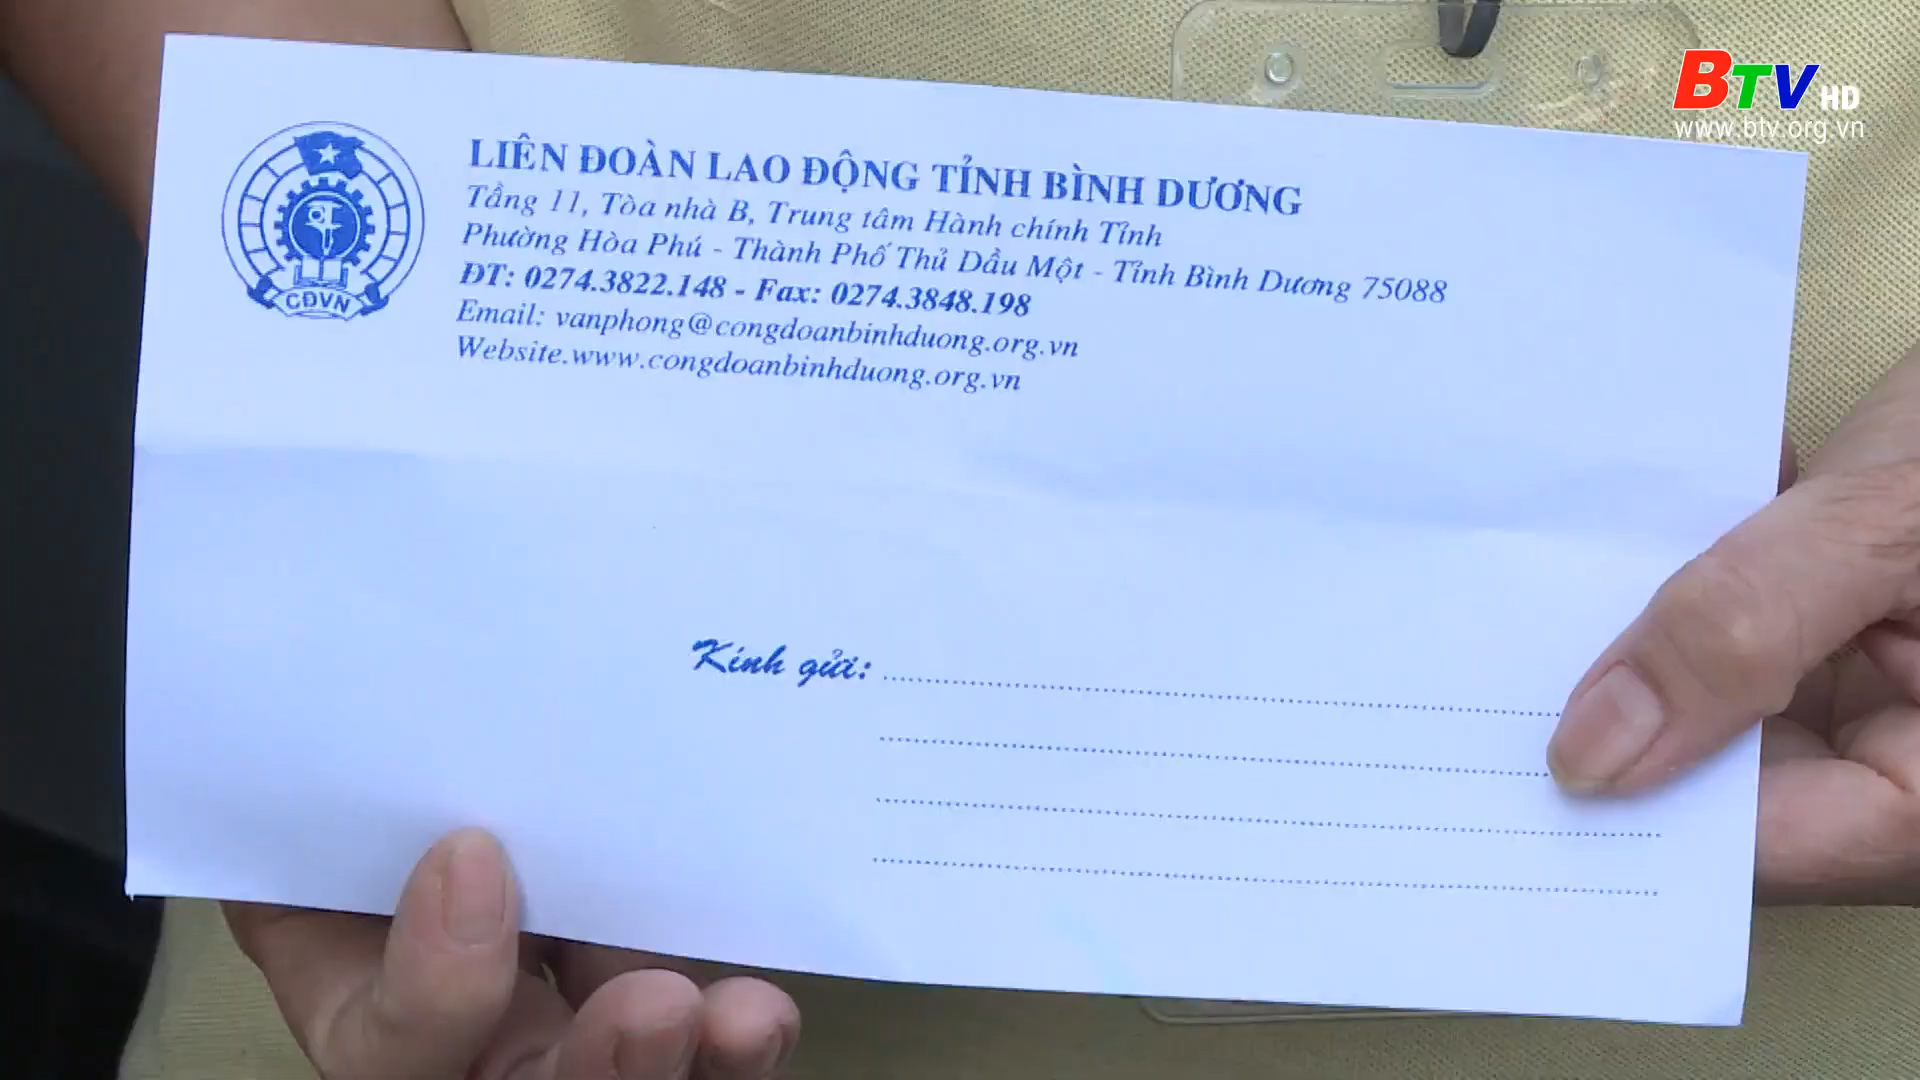 BTV HD
www.btv.org.vn
LIÊN ĐOÀN LAO ĐỘNG TỈNH BÌNH DƯƠNG
Tầng 11, Tòa nhà B, Trung tâm Hành chính Tỉnh
Phường Hòa Phú - Thành Phố Thủ Dầu Một - Tỉnh Bình Dương 75088
ĐT: 0274.3822.148 - Fax: 0274.3848.198
Email: vanphong@congdoanbinhduong.org.vn
Website.www.congdoanbinhduong.org.vn
CĐVN
Kính gửi: